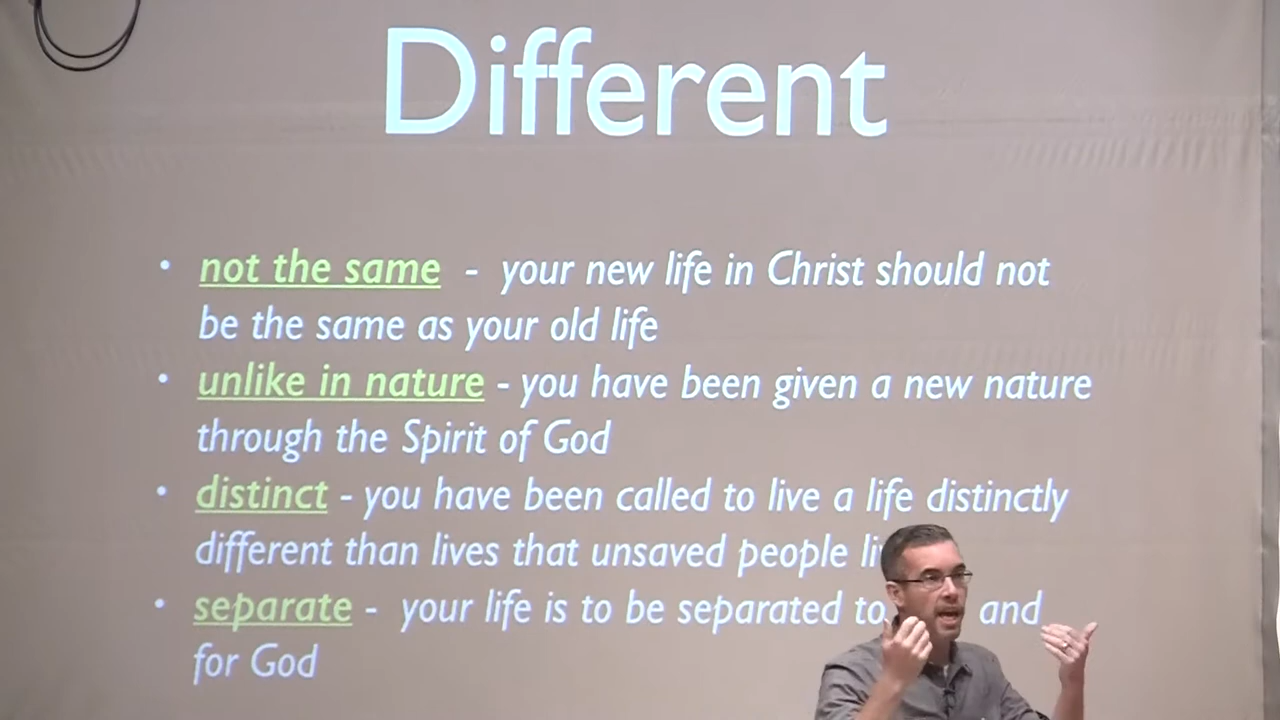 Different
• not the same - your new life in Christ should not
be the same as your old life
• unlike in nature - you have been given a new nature
through the Spirit of God
• distinct - you have been called to live a life distinctly
different than lives that unsaved people
• separate - your life is to be separated to and
for God